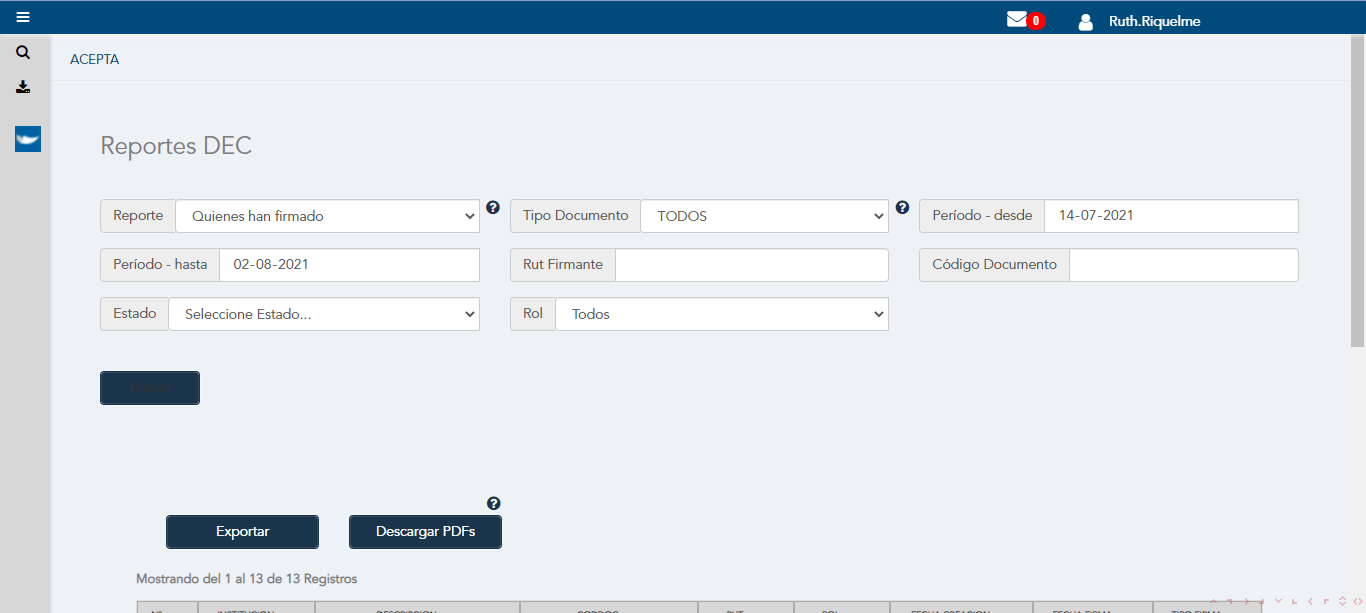 0 Ruth.Riquelme
ACEPTA
Reportes DEC
Reporte Quienes han firmado Tipo Documento TODOS Período - desde 14-07-2021
Período - hasta 02-08-2021 Rut Firmante Código Documento
Estado Seleccione Estado... Rol Todos
Exportar Descargar PDFs
Mostrando del 1 al 13 de 13 Registros